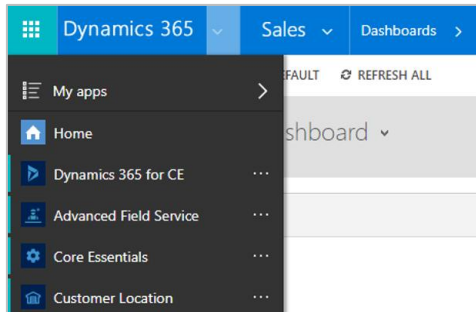 Dynamics 365 Sales Dashboards
My apps FAULT REFRESH ALL
Home shboard
Dynamics 365 for CE
Advanced Field Service
Core Essentials
Customer Location